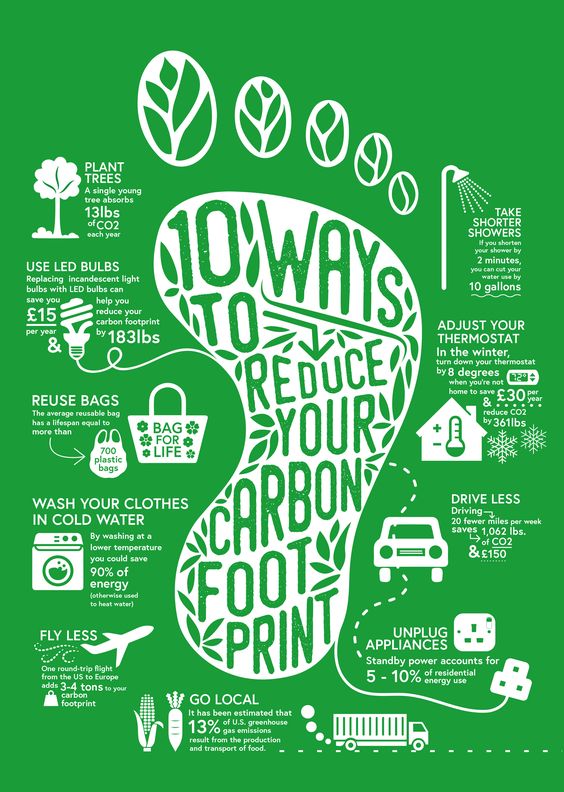 10 WAYS
TO
REDUCE
YOUR
CARBON
FOOT
PRINT
PLANT
TREES
A single young
tree absorbs
13lbs
of CO2
each year
USE LED BULBS
Replacing incandescent light
bulbs with LED bulbs can
save you
£15
per year
&
help you
reduce your
carbon footprint
by 183lbs
REUSE BAGS
The average reusable bag
has a lifespan equal to
more than
700
plastic
bags
BAG
FOR
LIFE
WASH YOUR CLOTHES
IN COLD WATER
By washing at a
lower temperature
you could save
90% of
energy
(otherwise used
to heat water)
FLY LESS
One round-trip flight
from the US to Europe
adds 3-4 tons to your
carbon
footprint
GO LOCAL
It has been estimated that
13% of U.S. greenhouse
gas emissions
result from the production
and transport of food.
TAKE
SHORTER
SHOWERS
If you shorten
your shower by
2 minutes,
you can cut your
water use by
10 gallons
ADJUST YOUR
THERMOSTAT
In the winter,
turn down your thermostat
by 8 degrees
when you're not
home to save
£30 per
year
&
reduce CO2
by 361lbs
DRIVE LESS
Driving
20 fewer miles per week
saves 1,062 lbs.
of CO2
& £150
UNPLUG
APPLIANCES
Standby power accounts for
5 - 10% of residential
energy use